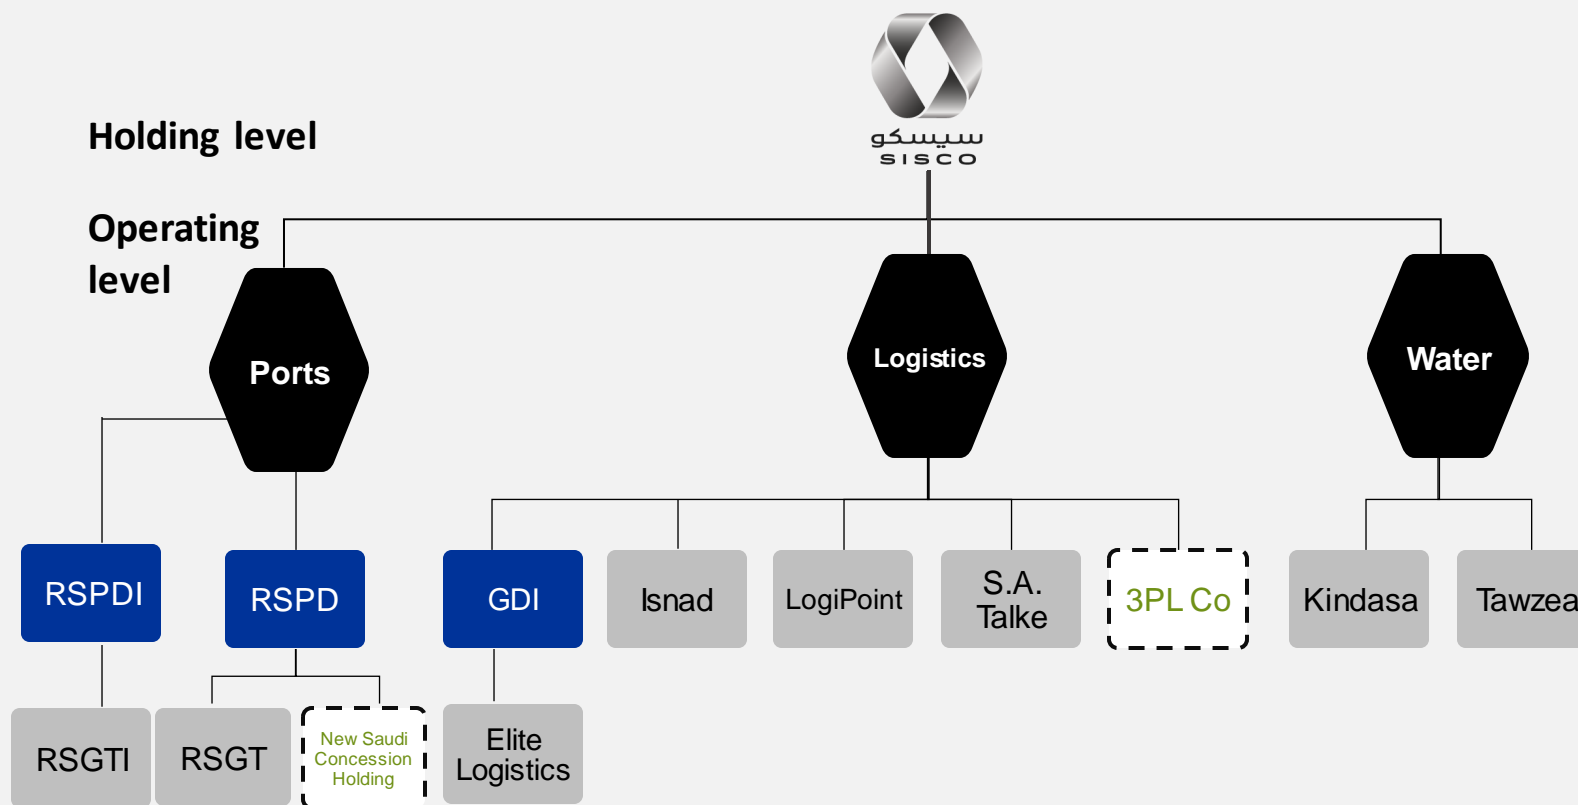 سيسكو
SISCO
Holding level
Operating
level
Ports
Logistics
Water
RSPDI
RSPD
GDI
Isnad
LogiPoint
S.A.
Talke
3PL Co
Kindasa
Tawzea
RSGTI
RSGT
New Saudi
Concession
Holding
Elite
Logistics